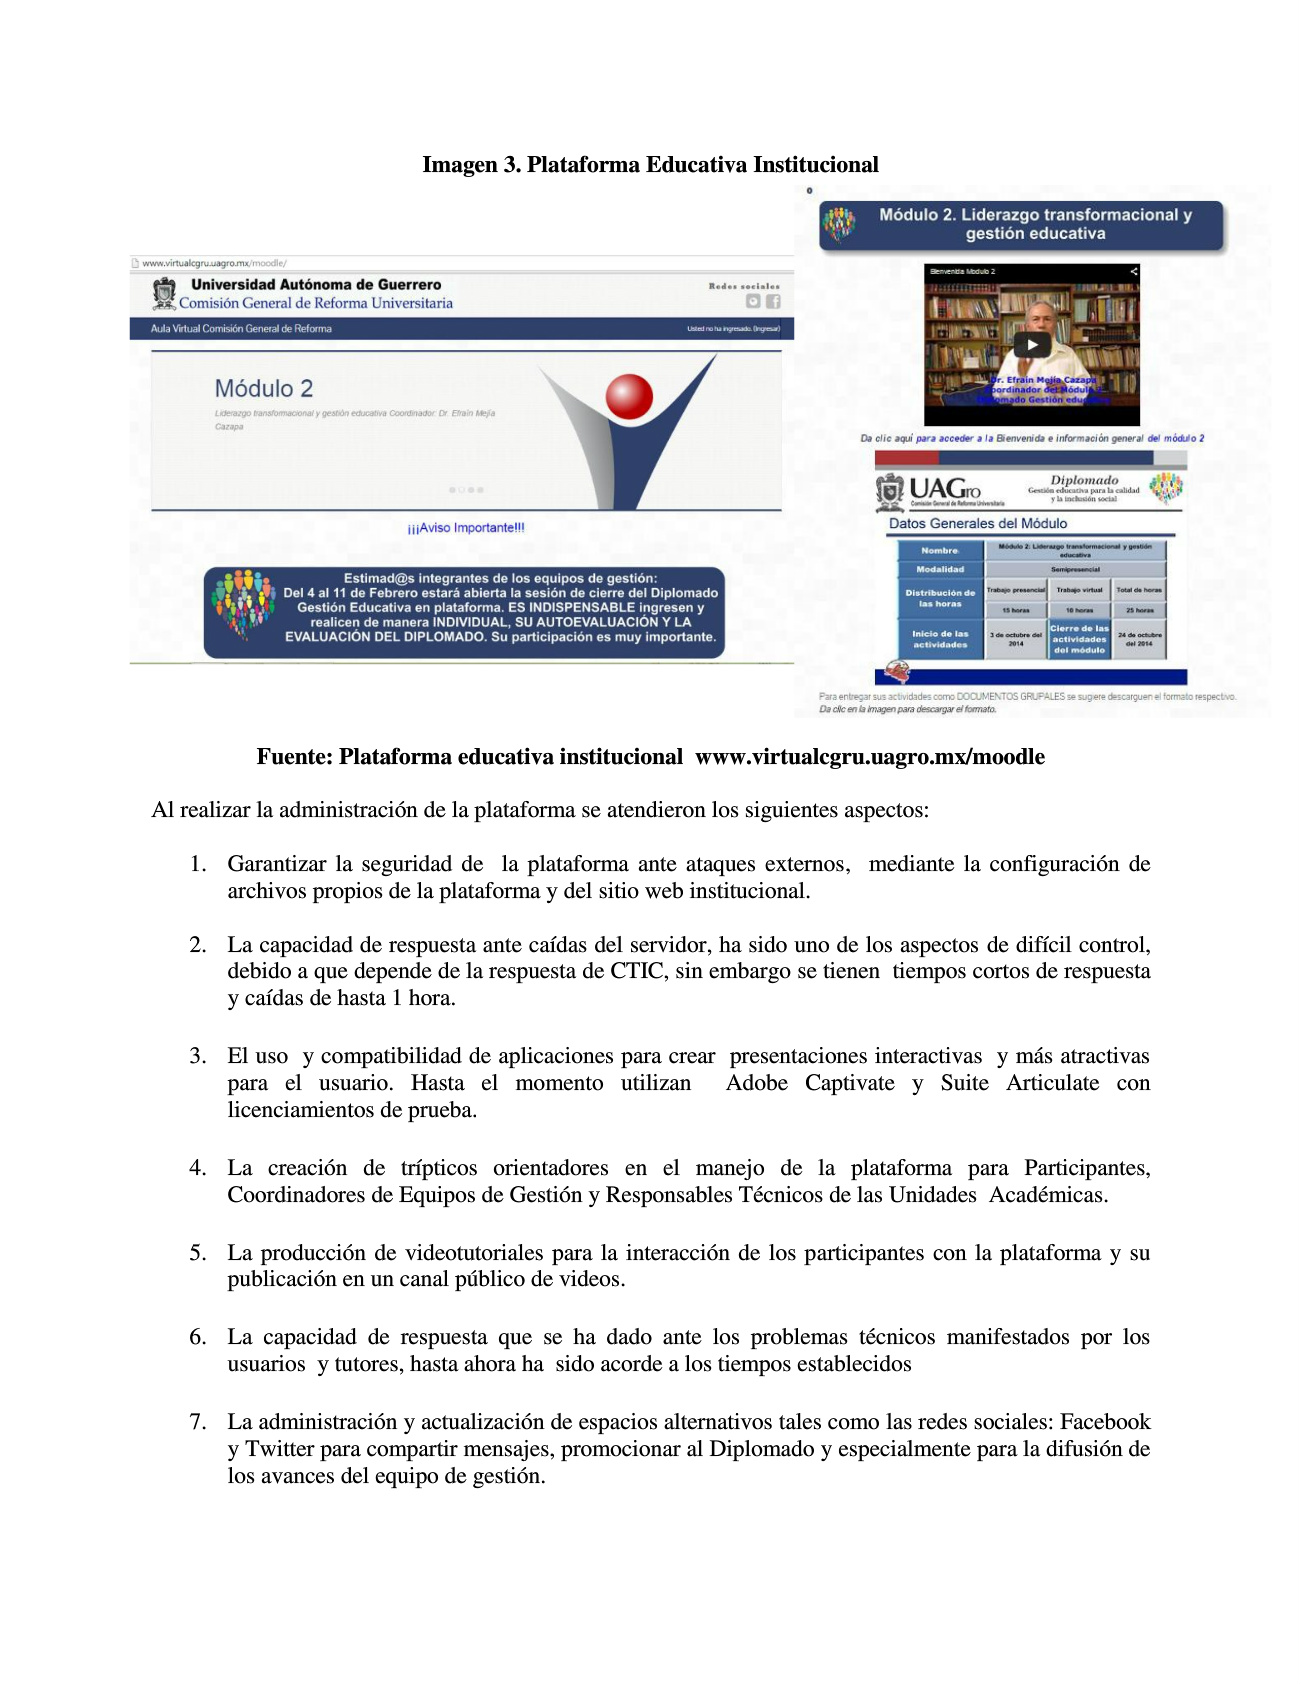 Imagen 3. Plataforma Educativa Institucional
www.virtualcgru.uagro.mx/moodle/
Universidad Autónoma de Guerrero
Comisión General de Reforma Universitaria
Redes sociales
Aula Virtual Comisión General de Reforma
Usted no ha ingresado. (Ingresar)
Módulo 2
Liderazgo transformacional y gestión educativa Coordinador: Dr. Efraín Mejía
Cazapa
¡¡¡Aviso Importante!!!
Estimad@s integrantes de los equipos de gestión:
Del 4 al 11 de Febrero estará abierta la sesión de cierre del Diplomado
Gestión Educativa en plataforma. ES INDISPENSABLE ingresen y
realicen de manera INDIVIDUAL, SU AUTOEVALUACIÓN Y LA
EVALUACIÓN DEL DIPLOMADO. Su participación es muy importante.
Módulo 2. Liderazgo transformacional y
gestión educativa
Bienvenida Modulo 2
Dr. Efraín Mejía Cazapa
Coordinador del Módulo 2
Diplomado Gestión educativa
Da clic aquí para acceder a la Bienvenida e información general del módulo 2
UAGro
Comisión General de Reforma Universitaria
Diplomado
Gestión educativa para la calidad
y la inclusión social
Datos Generales del Módulo
Nombre
Módulo 2: Liderazgo transformacional y gestión
educativa
Modalidad
Semipresencial
Distribución de
las horas
Trabajo presencial
Trabajo virtual
Total de horas
15 horas
10 horas
25 horas
Inicio de las
actividades
3 de octubre del
2014
Cierre de las
actividades
del módulo
24 de octubre
del 2014
Para entregar sus actividades como DOCUMENTOS GRUPALES se sugiere descarguen el formato respectivo.
Da clic en la imagen para descargar el formato.
Fuente: Plataforma educativa institucional www.virtualcgru.uagro.mx/moodle
Al realizar la administración de la plataforma se atendieron los siguientes aspectos:
1. Garantizar la seguridad de la plataforma ante ataques externos, mediante la configuración de
archivos propios de la plataforma y del sitio web institucional.
2. La capacidad de respuesta ante caídas del servidor, ha sido uno de los aspectos de difícil control,
debido a que depende de la respuesta de CTIC, sin embargo se tienen tiempos cortos de respuesta
y caídas de hasta 1 hora.
3. El uso y compatibilidad de aplicaciones para crear presentaciones interactivas y más atractivas
para el usuario. Hasta el momento utilizan Adobe Captivate y Suite Articulate con
licenciamientos de prueba.
4. La creación de trípticos orientadores en el manejo de la plataforma para Participantes,
Coordinadores de Equipos de Gestión y Responsables Técnicos de las Unidades Académicas.
5. La producción de videotutoriales para la interacción de los participantes con la plataforma y su
publicación en un canal público de videos.
6. La capacidad de respuesta que se ha dado ante los problemas técnicos manifestados por los
usuarios y tutores, hasta ahora ha sido acorde a los tiempos establecidos
7. La administración y actualización de espacios alternativos tales como las redes sociales: Facebook
y Twitter para compartir mensajes, promocionar al Diplomado y especialmente para la difusión de
los avances del equipo de gestión.